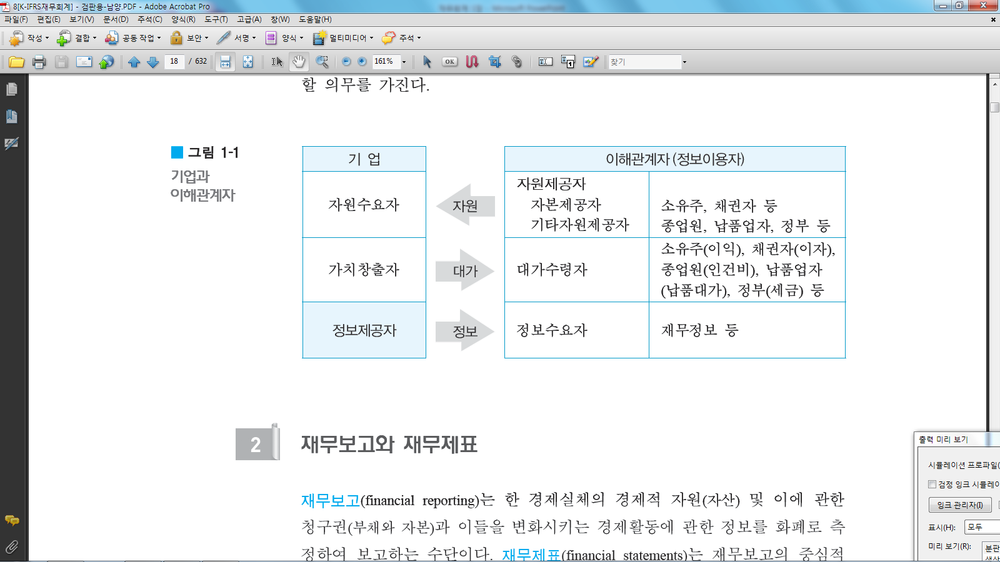 8[K-IFRS재무회계] - 검판용-남양.PDF - Adobe Acrobat Pro
파일(F) 편집(E) 보기(V) 문서(D) 주석(C) 양식(R) 도구(T) 고급(A) 창(W) 도움말(H)
작성 결합 공동 작업 보안 서명 양식 멀티미디어 주석
18 / 632 OK 161% 찾기
할 의무를 가진다.
그림 1-1
기업과
이해관계자
기 업
이해관계자 (정보이용자)
자원수요자
자원
자원제공자
자본제공자
기타자원제공자
소유주, 채권자 등
종업원, 납품업자, 정부 등
가치창출자
대가
대가수령자
소유주(이익), 채권자(이자),
종업원(인건비), 납품업자
(납품대가), 정부(세금) 등
정보제공자
정보
정보수요자
재무정보 등
2 재무보고와 재무제표
재무보고(financial reporting)는 한 경제실체의 경제적 자원(자산) 및 이에 관한
청구권(부채와 자본)과 이들을 변화시키는 경제활동에 관한 정보를 화폐로 측
정하여 보고하는 수단이다. 재무제표(financial statements)는 재무보고의 중심적
출력 미리 보기
시뮬레이션 프로파일(
검정 잉크 시뮬레이
잉크 관리자(I)
표시(H): 모두
미리 보기(R): 분판